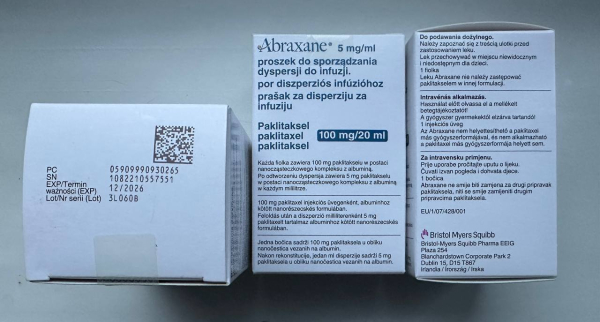 PC 05909990930265
SN 1082210557551
EXP/Termin
ważności (EXP) 12/2026
Lot/Nr serii (Lot) 3L060B
Abraxane® 5 mg/ml
proszek do sporządzania
dyspersji do infuzji.
por diszperziós infúzióhoz
prašak za disperziju za
infuziju
Paklitaksel
paklitaxel
paklitaksel
100 mg/20 ml
Każda fiolka zawiera 100 mg paklitakselu w postaci
nanocząsteczkowego kompleksu z albuminą.
Po odtworzeniu dyspersja zawiera 5 mg paklitakselu
w postaci nanocząsteczkowego kompleksu z albuminą
w każdym mililitrze.
100 mg paklitaxel injekciós üvegenként, albuminhoz
kötött nanorészecskés formulában.
Feloldás után a diszperzió milliliterenként 5 mg
paklitaxelt tartalmaz albuminhoz kötött nanorészecskés
formulában.
Jedna bočica sadrži 100 mg paklitaksela u obliku
nanočestica vezanih na albumin.
Nakon rekonstitucije, jedan ml disperzije sadrži 5 mg
paklitaksela u obliku nanočestica vezanih na albumin.
Do podawania dożylnego.
Należy zapoznać się z treścią ulotki przed
zastosowaniem leku.
Lek przechowywać w miejscu niewidocznym
i niedostępnym dla dzieci.
1 fiolka
Leku Abraxane nie należy zastępować
paklitakselem w innej formulacji.
Intravénás alkalmazás.
Használat előtt olvassa el a mellékelt
betegtájékoztatót!
A gyógyszer gyermekektől elzárva tartandó!
1 injekciós üveg
Az Abraxane nem helyettesíthető a paklitaxel
más gyógyszerformáival, és nem alkalmazható
a paklitaxel más gyógyszerformája helyett sem.
Za intravensku primjenu.
Prije uporabe pročitajte uputu o lijeku.
Čuvati izvan pogleda i dohvata djece.
1 bočica
Abraxane ne smije biti zamjena za drugi pripravak
paklitaksela, niti se smije zamijeniti drugim
pripravcima paklitaksela.
EU/1/07/428/001
Bristol Myers Squibb
Bristol-Myers Squibb Pharma EEIG
Plaza 254
Blanchardstown Corporate Park 2
Dublin 15, D15 T867
Irlandia / Írország / Irska